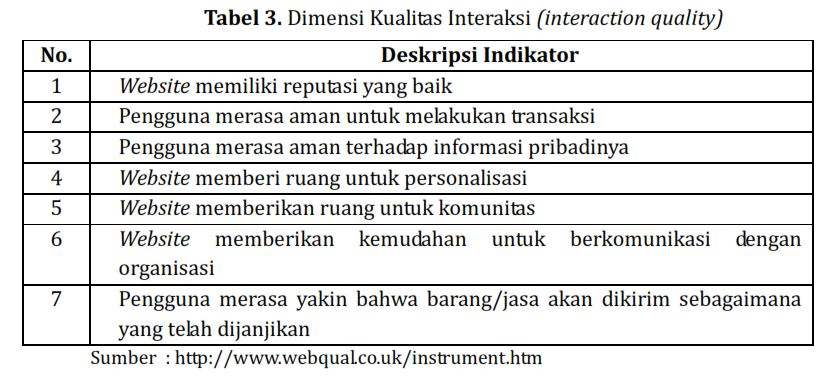 Tabel 3. Dimensi Kualitas Interaksi (interaction quality)
No. Deskripsi Indikator
1 Website memiliki reputasi yang baik
2 Pengguna merasa aman untuk melakukan transaksi
3 Pengguna merasa aman terhadap informasi pribadinya
4 Website memberi ruang untuk personalisasi
5 Website memberikan ruang untuk komunitas
6 Website memberikan kemudahan untuk berkomunikasi dengan
organisasi
7 Pengguna merasa yakin bahwa barang/jasa akan dikirim sebagaimana
yang telah dijanjikan
Sumber : http://www.webqual.co.uk/instrument.htm